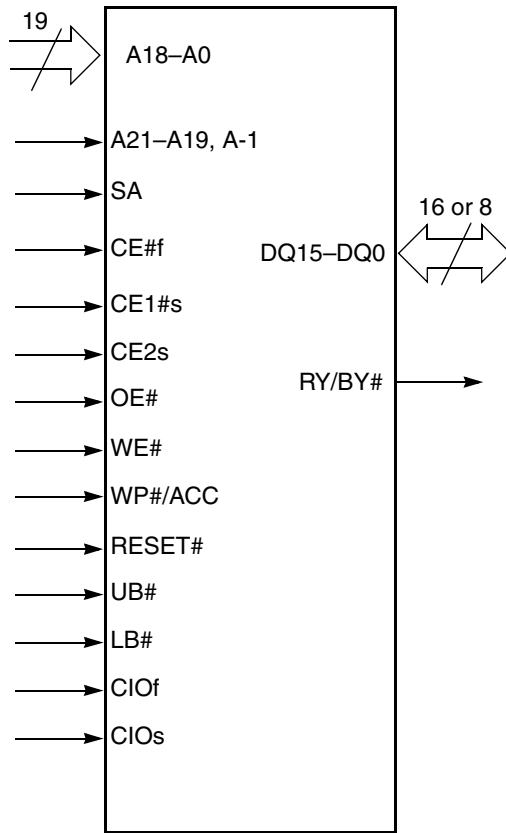 19
A18–A0
A21–A19, A-1
SA
16 or 8
CE#f
DQ15–DQ0
CE1#s
CE2s
RY/BY#
OE#
WE#
WP#/ACC
RESET#
UB#
LB#
CIOf
CIOs